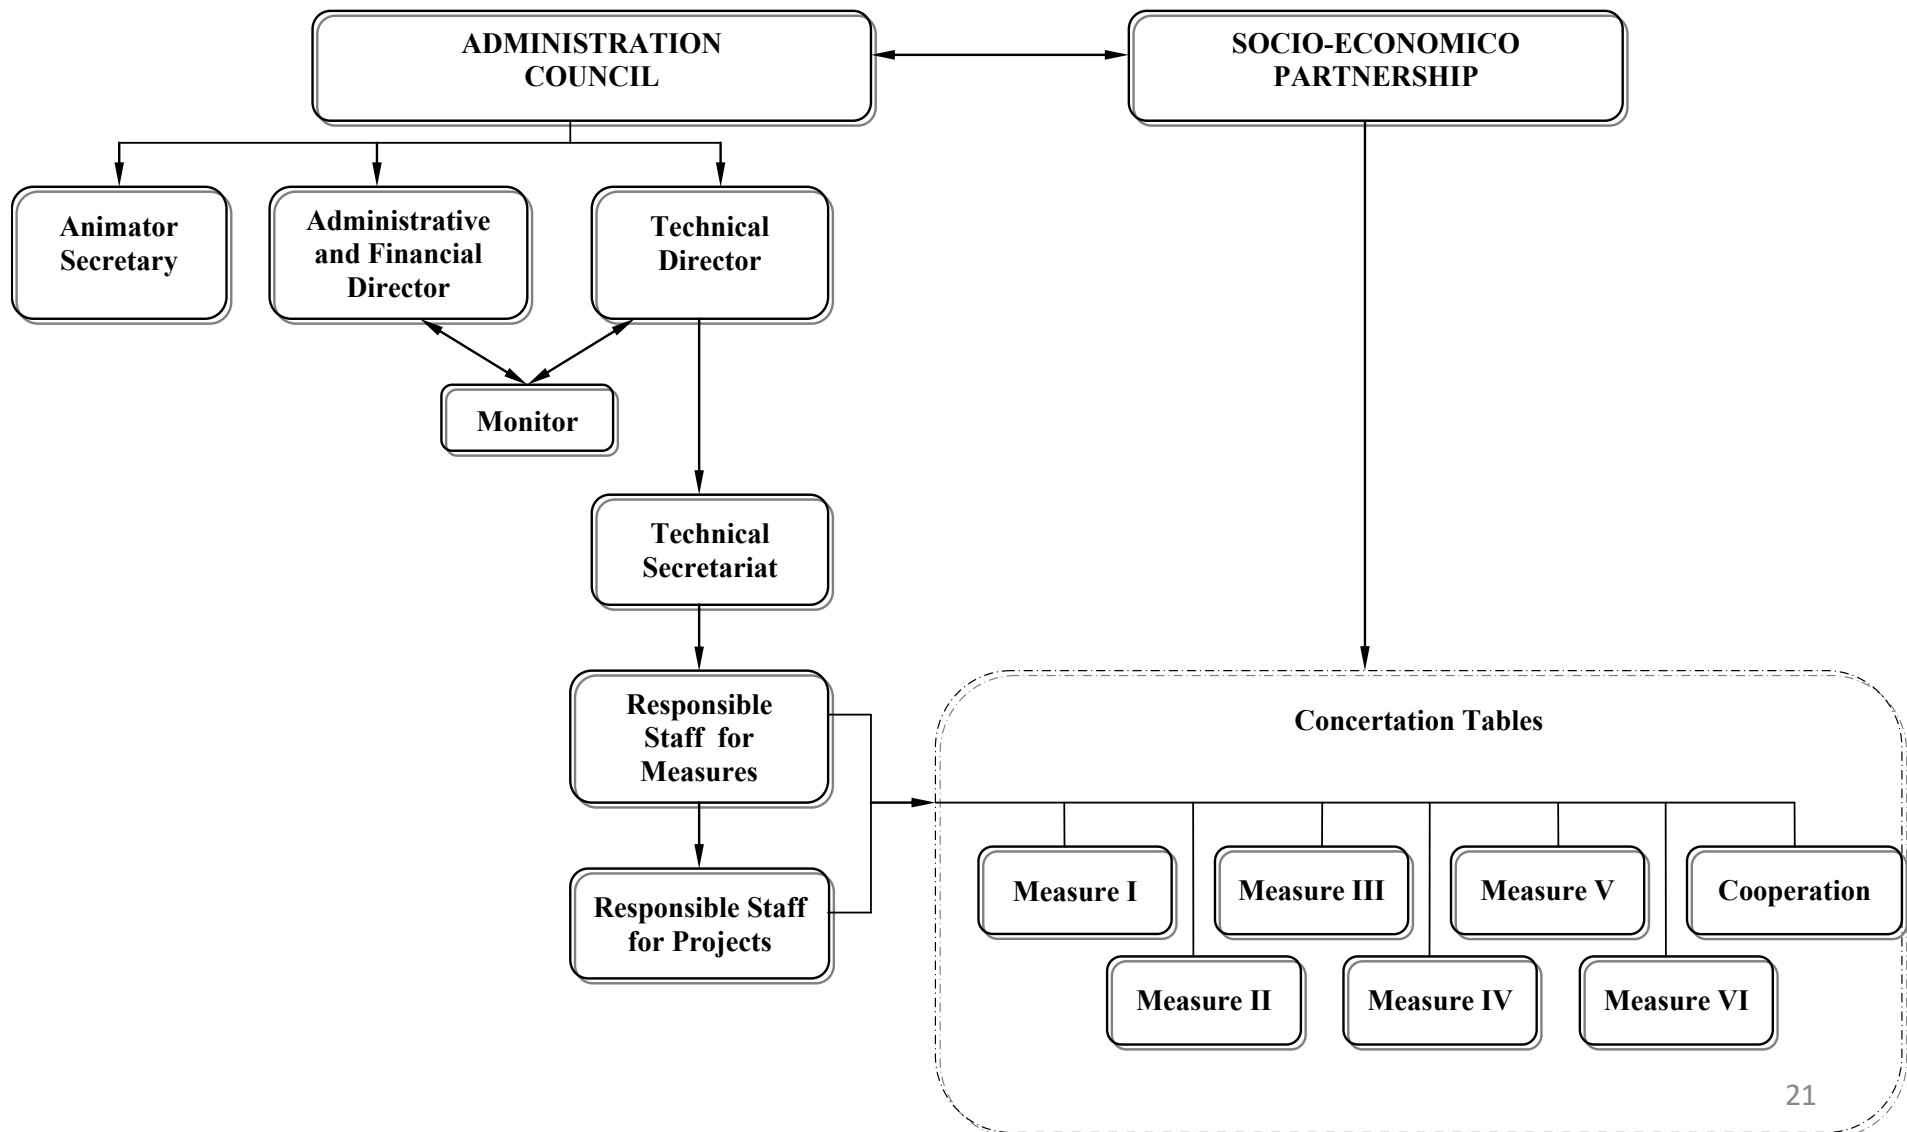 ADMINISTRATION
COUNCIL
SOCIO-ECONOMICO
PARTNERSHIP
Animator
Secretary
Administrative
and Financial
Director
Technical
Director
Monitor
Technical
Secretariat
Responsible
Staff for
Measures
Concertation Tables
Responsible Staff
for Projects
Measure I
Measure III
Measure V
Cooperation
Measure II
Measure IV
Measure VI
21